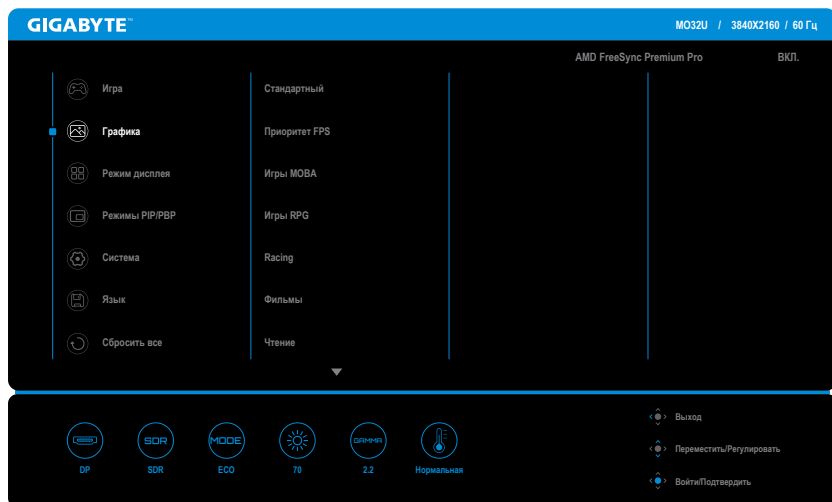 GIGABYTE™
MO32U / 3840X2160 / 60 Гц
AMD FreeSync Premium Pro ВКЛ.
Игра
Графика
Режим дисплея
Режимы PIP/PBP
Система
Язык
Сбросить все
Стандартный
Приоритет FPS
Игры MOBA
Игры RPG
Racing
Фильмы
Чтение
SDR
MODE
GAMMA
DP
SDR
ECO
70
2.2
Нормальная
Выход
Переместить/Регулировать
Войти/Подтвердить